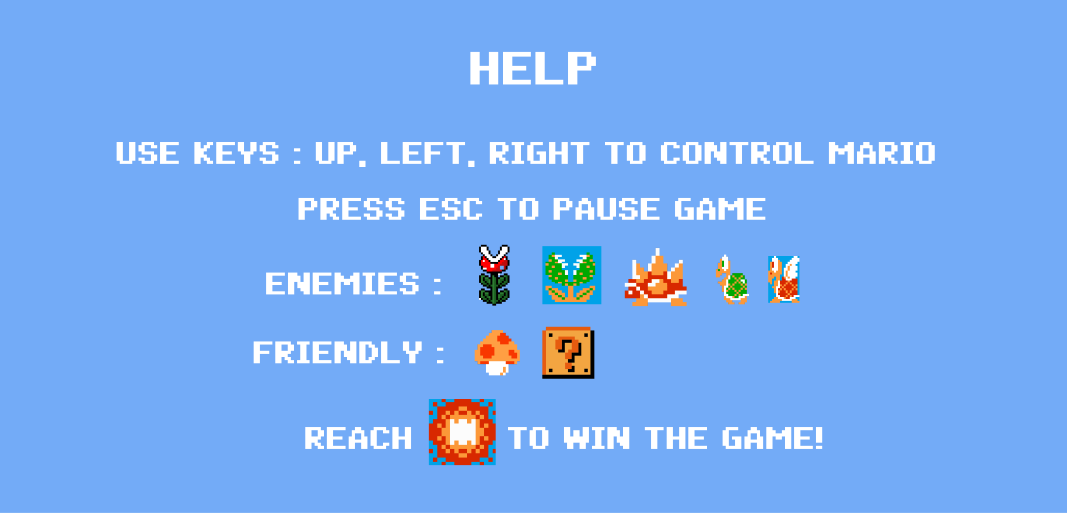 HELP
USE KEYS : UP, LEFT, RIGHT TO CONTROL MARIO
PRESS ESC TO PAUSE GAME
ENEMIES :
FRIENDLY : ?
REACH TO WIN THE GAME!